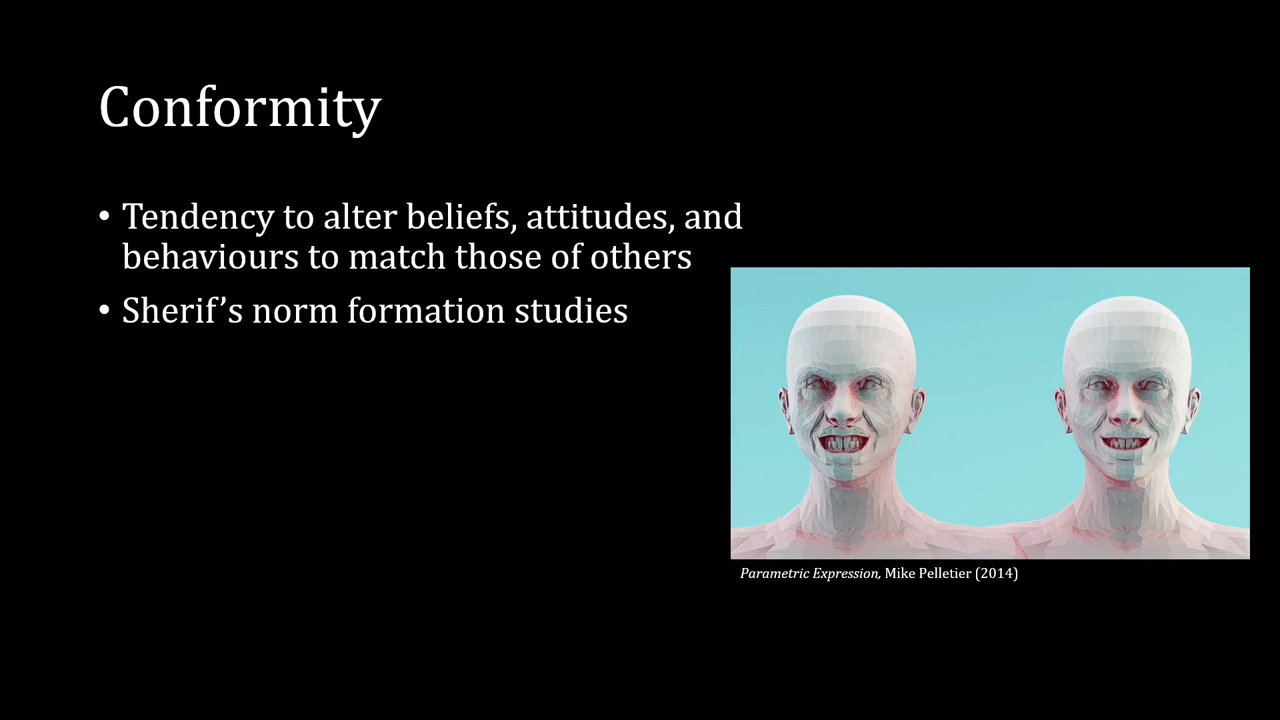 Conformity
• Tendency to alter beliefs, attitudes, and
behaviours to match those of others
• Sherif’s norm formation studies
Parametric Expression, Mike Pelletier (2014)